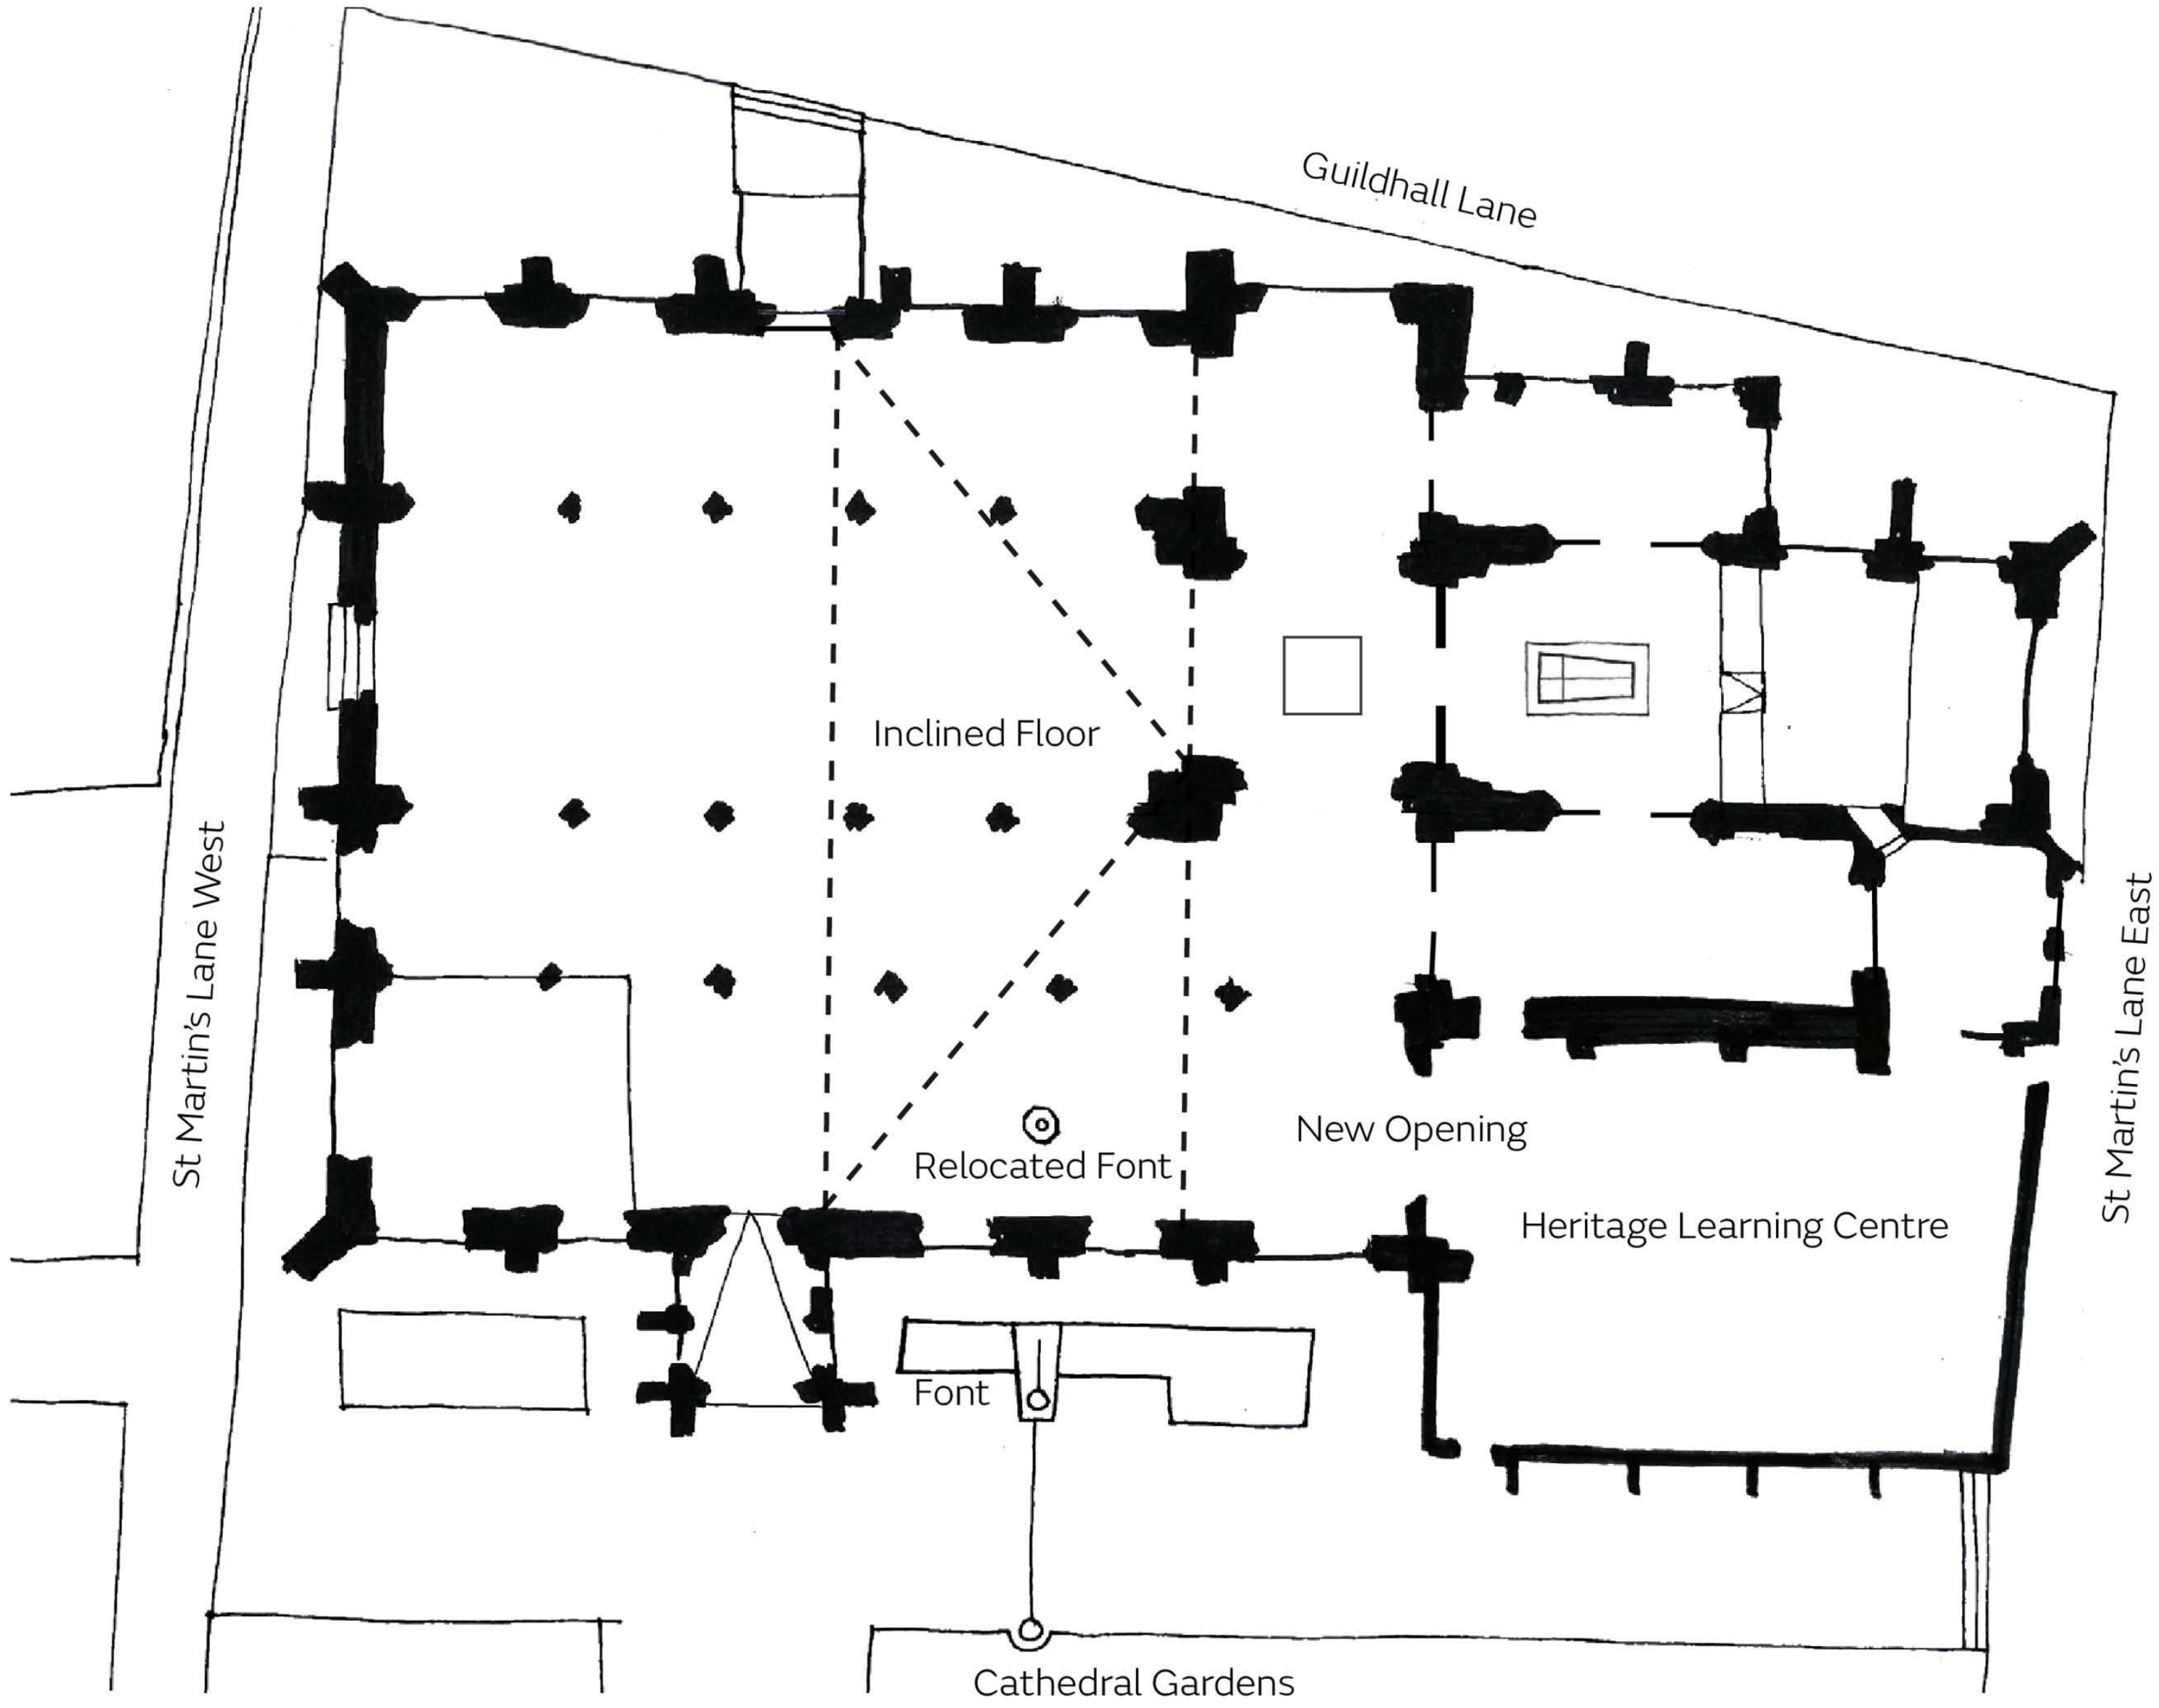 Guildhall Lane
Inclined Floor
St Martin's Lane West
St Martin's Lane East
New Opening
Relocated Font
Heritage Learning Centre
Font
Cathedral Gardens